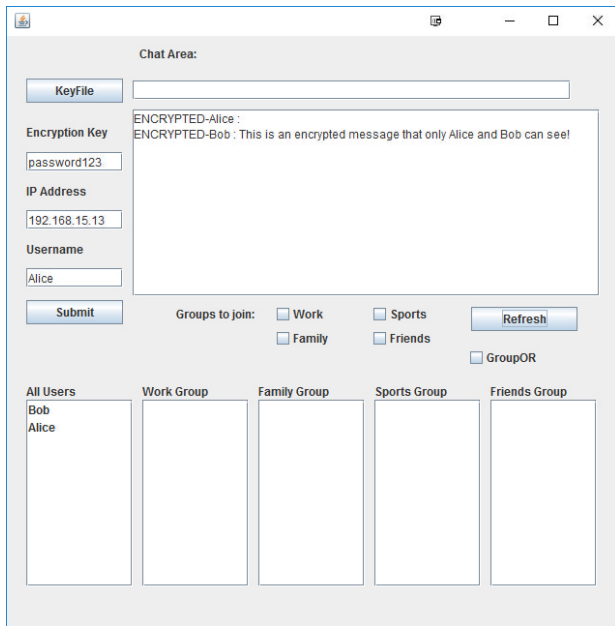 Chat Area:
KeyFile
ENCRYPTED-Alice :
ENCRYPTED-Bob : This is an encrypted message that only Alice and Bob can see!
Encryption Key
password123
IP Address
192.168.15.13
Username
Alice
Submit
Groups to join: Work Sports Refresh
Family Friends
GroupOR
All Users Work Group Family Group Sports Group Friends Group
Bob
Alice